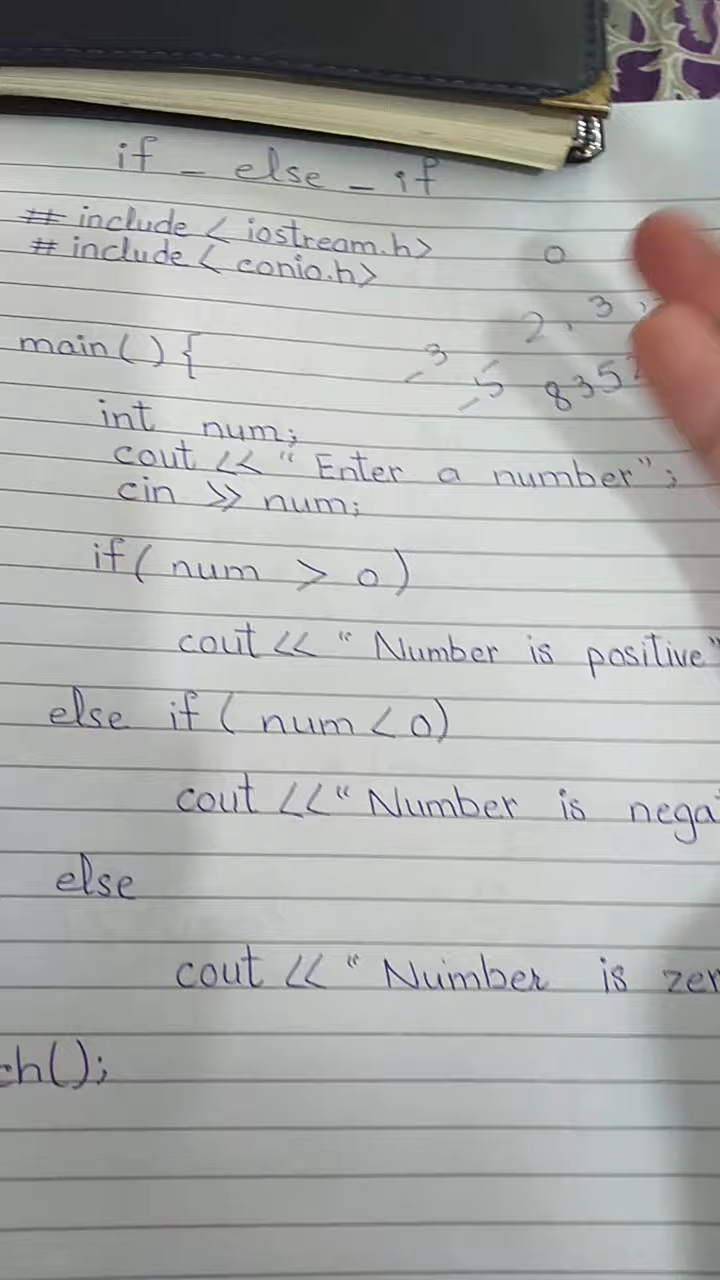 if - else - if
# include < iostream.h>
# include < conio.h>
0
2, 3,
main() {
-3
-5 835
int num;
cout << " Enter a number";
cin >> num;
if( num > 0)
cout << " Number is positive"
else if ( num < 0)
cout << " Number is nega
else
cout << " Number is zer
ch();